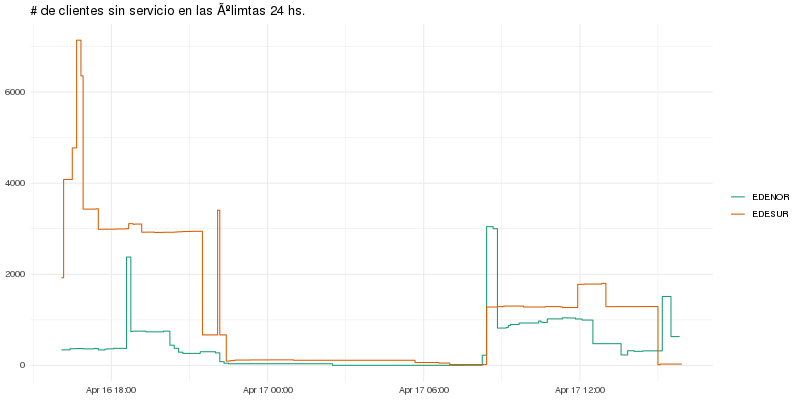 # de clientes sin servicio en las Ãºlimtas 24 hs.
6000
4000
2000
0
Apr 16 18:00
Apr 17 00:00
Apr 17 06:00
Apr 17 12:00
EDENOR
EDESUR